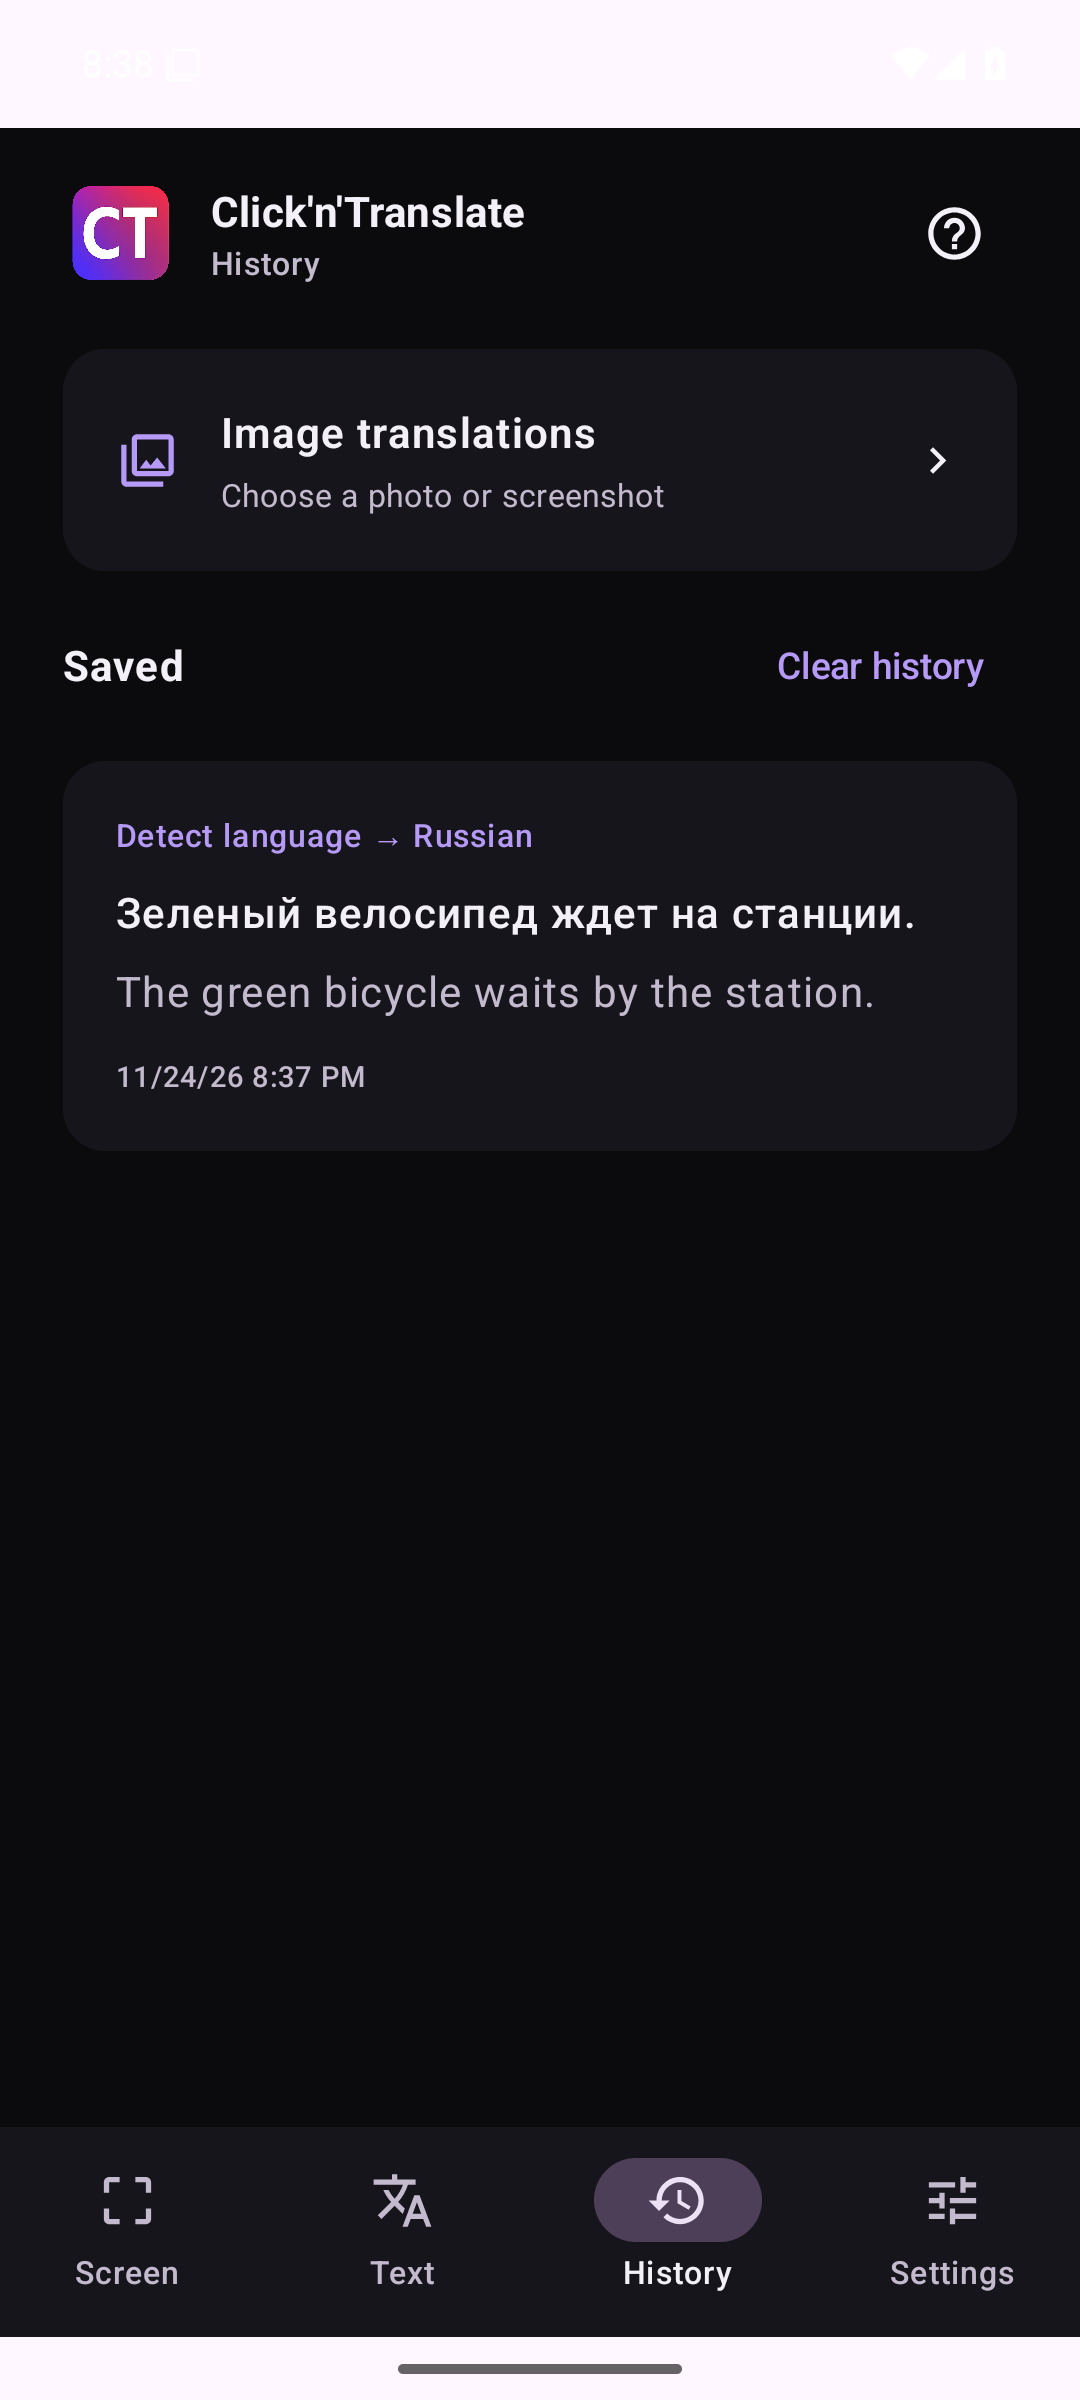 8:38
CT
Click'n'Translate
History
Image translations
Choose a photo or screenshot
Saved
Clear history
Detect language → Russian
Зеленый велосипед ждет на станции.
The green bicycle waits by the station.
11/24/26 8:37 PM
Screen
Text
History
Settings